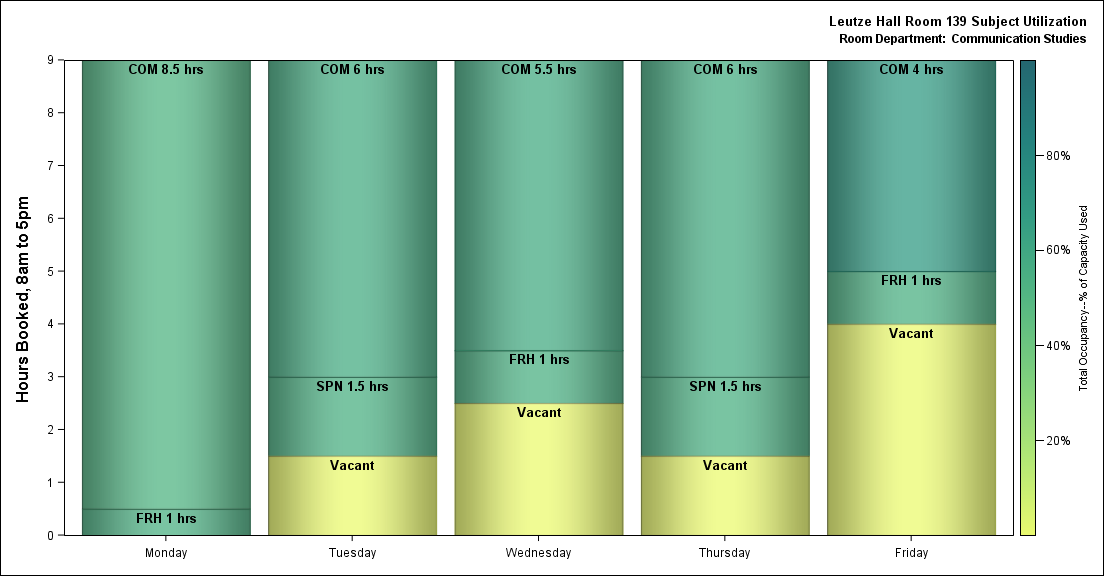 Leutze Hall Room 139 Subject Utilization
Room Department: Communication Studies
Hours Booked, 8am to 5pm
9
8
7
6
5
4
3
2
1
0
COM 8.5 hrs
FRH 1 hrs
COM 6 hrs
SPN 1.5 hrs
Vacant
COM 5.5 hrs
FRH 1 hrs
Vacant
COM 6 hrs
SPN 1.5 hrs
Vacant
COM 4 hrs
FRH 1 hrs
Vacant
Monday
Tuesday
Wednesday
Thursday
Friday
80%
60%
40%
20%
Total Occupancy--% of Capacity Used